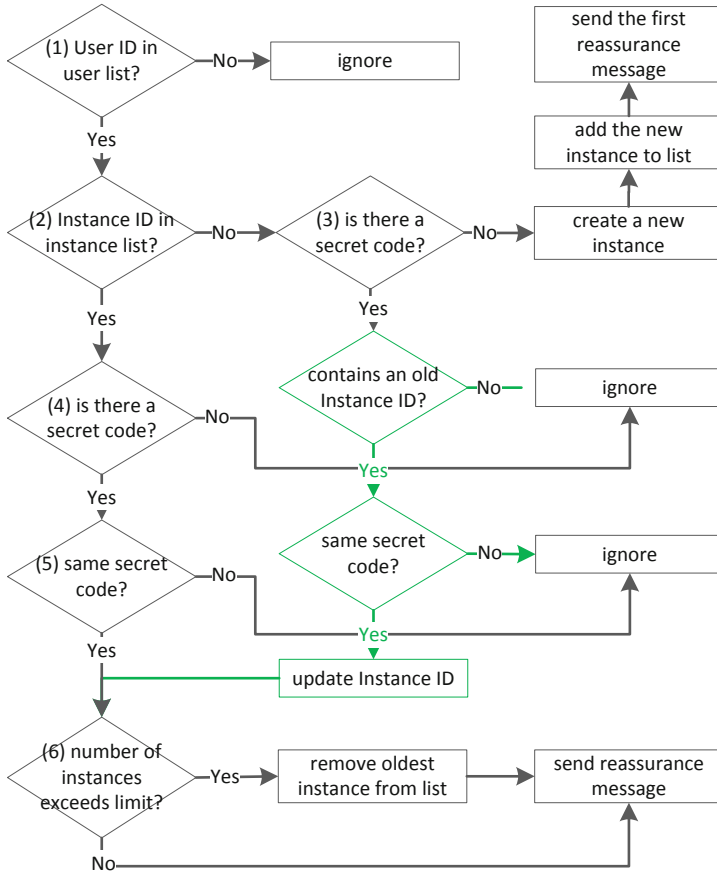 (1) User ID in
user list?
No
ignore
send the first
reassurance
message
Yes
add the new
instance to list
(2) Instance ID in
instance list?
No
(3) is there a
secret code?
No
create a new
instance
Yes
Yes
contains an old
Instance ID?
No
ignore
(4) is there a
secret code?
No
Yes
Yes
same secret
code?
No
ignore
(5) same secret
code?
No
Yes
Yes
update Instance ID
(6) number of
instances
exceeds limit?
Yes
remove oldest
instance from list
send reassurance
message
No